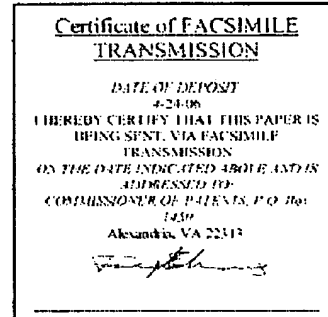 Certificate of FACSIMILE
TRANSMISSION
DATE OF DEPOSIT
4-24-06
I HEREBY CERTIFY THAT THIS PAPER IS
BEING SENT, VIA FACSIMILE
TRANSMISSION
ON THE DATE INDICATED ABOVE AND IS
ADDRESSED TO:
COMMISSIONER OF PATENTS, P.O. Box
1450
Alexandria, VA 22313